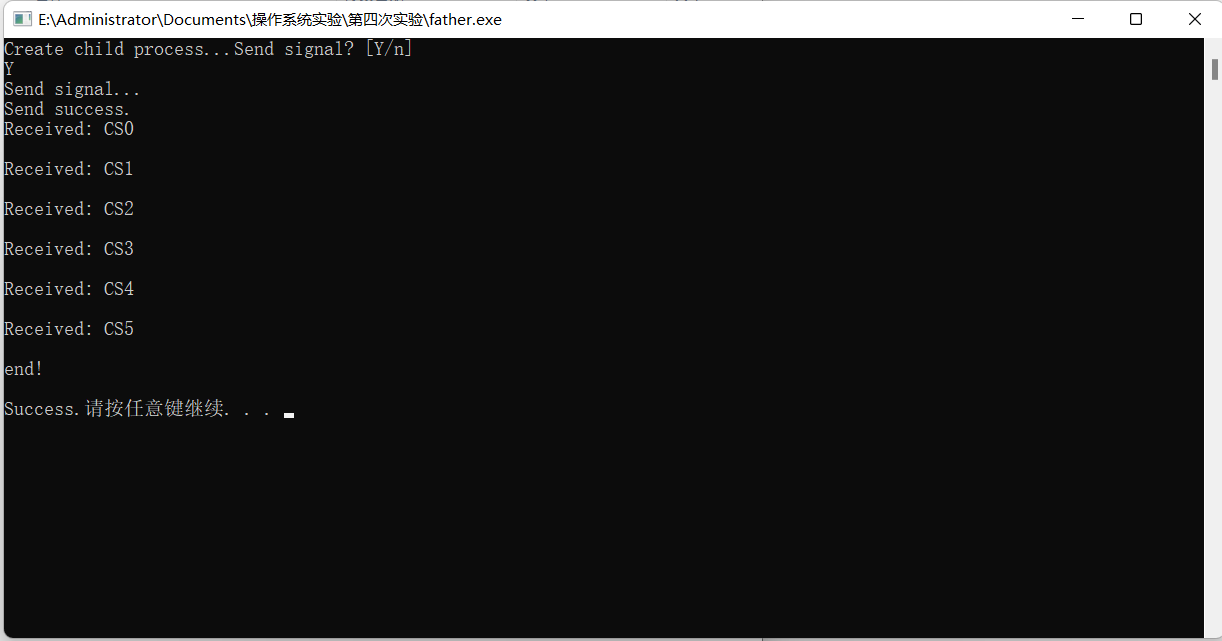 E:\Administrator\Documents\操作系统实验\第四次实验\father.exe
Create child process...Send signal? [Y/n]
Y
Send signal...
Send success.
Received: CS0
Received: CS1
Received: CS2
Received: CS3
Received: CS4
Received: CS5
end!
Success.请按任意键继续. . .